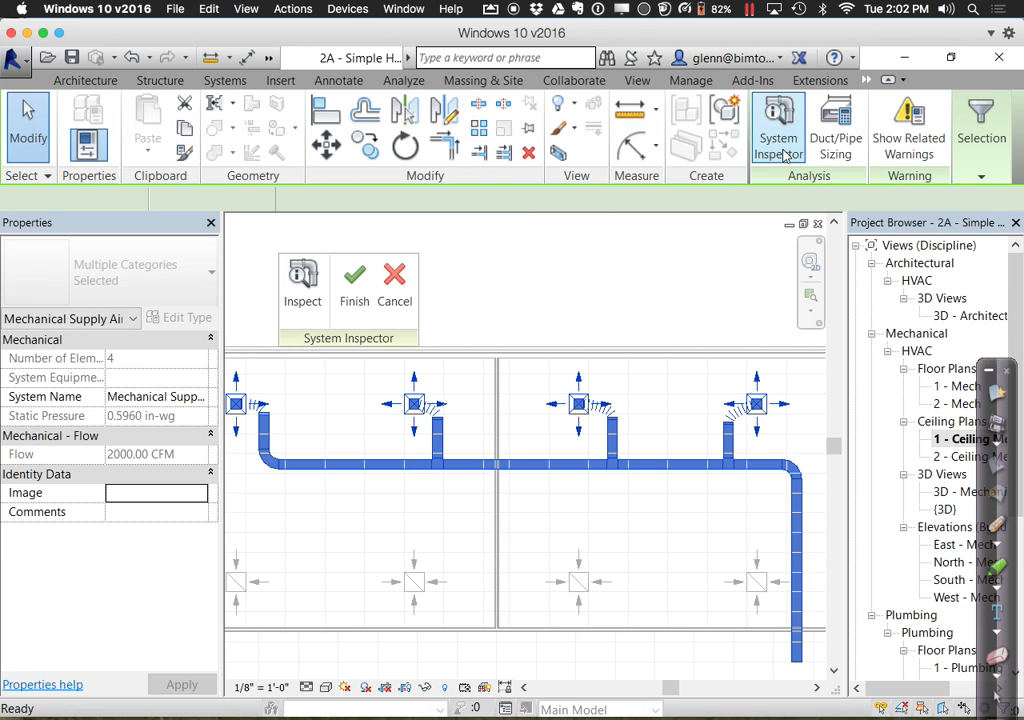 Windows 10 v2016 File Edit View Actions Devices Window Help 82% Tue 2:02 PM
Windows 10 v2016
2A - Simple H... Type a keyword or phrase glenn@bimto...
Architecture Structure Systems Insert Annotate Analyze Massing & Site Collaborate View Manage Add-Ins Extensions
Modify
Paste
System Inspector
Duct/Pipe Sizing
Show Related Warnings
Selection
Select Properties Clipboard Geometry Modify View Measure Create Analysis Warning
Properties
Multiple Categories
Selected
Mechanical Supply Ai Edit Type
Mechanical
Number of Elem... 4
System Equipme...
System Name Mechanical Supp...
Static Pressure 0.5960 in-wg
Mechanical - Flow
Flow 2000.00 CFM
Identity Data
Image
Comments
Properties help Apply
Inspect Finish Cancel
System Inspector
1/8" = 1'-0"
Project Browser - 2A - Simple ...
Views (Discipline)
Architectural
HVAC
3D Views
3D - Architect
Mechanical
HVAC
Floor Plans
1 - Mech
2 - Mech
Ceiling Plans
1 - Ceiling
2 - Ceiling Me
3D Views
3D - Mechani
{3D}
Elevations (Bu
East - Mech
North - Mech
South - Mech
West - Mech
Plumbing
Plumbing
Floor Plans
1 - Plumbin
Ready :0 Main Model :0